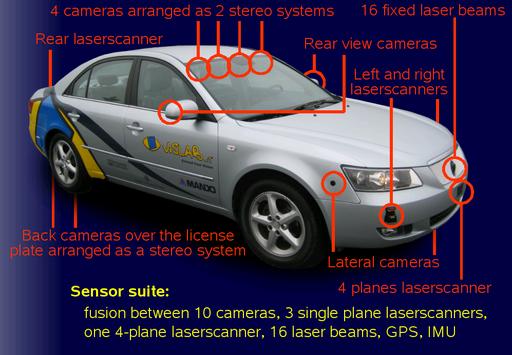 4 cameras arranged as 2 stereo systems
16 fixed laser beams
Rear laserscanner
Rear view cameras
Left and right
laserscanners
VISLAB.it
MANDO
Back cameras over the license
plate arranged as a stereo system
Lateral cameras
4 planes laserscanner
Sensor suite:
fusion between 10 cameras, 3 single plane laserscanners,
one 4-plane laserscanner, 16 laser beams, GPS, IMU